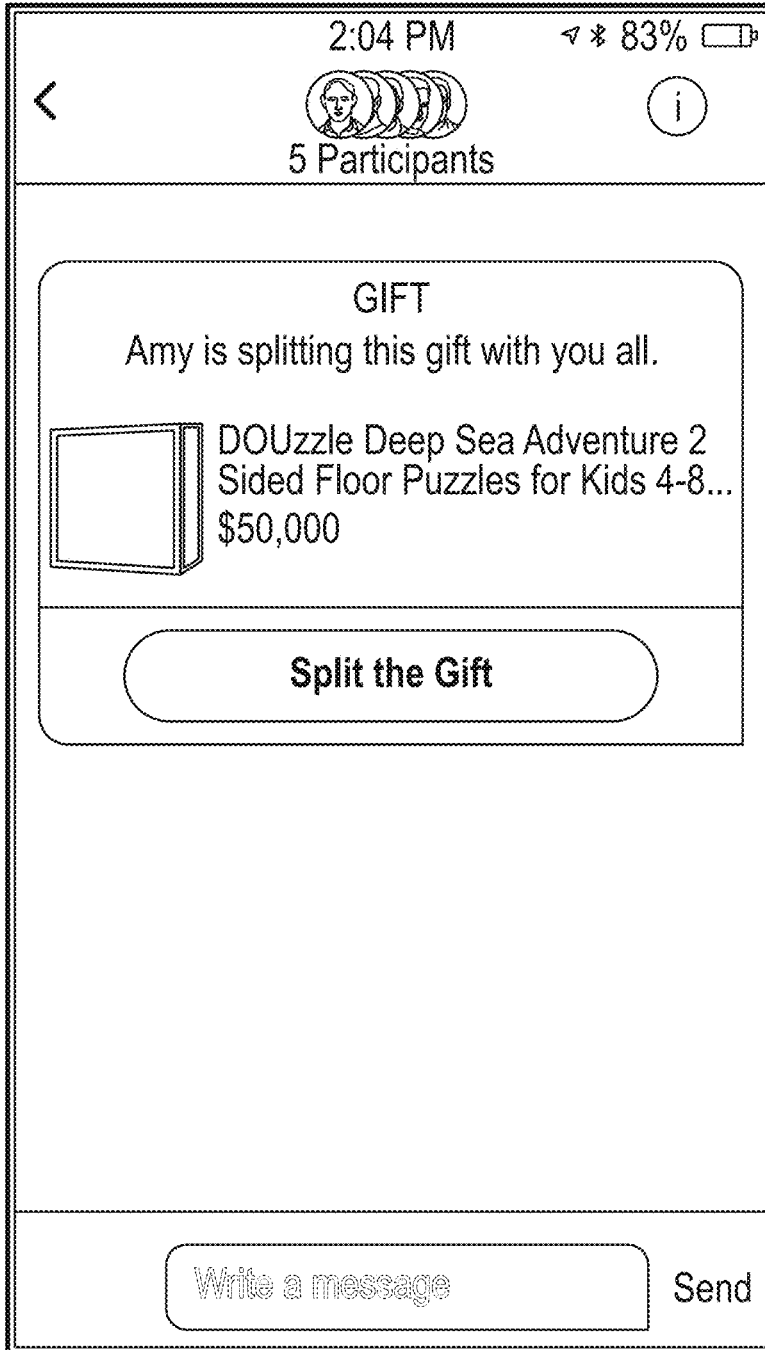 2:04 PM 83%
i
5 Participants
GIFT
Amy is splitting this gift with you all.
DOUzzle Deep Sea Adventure 2
Sided Floor Puzzles for Kids 4-8...
$50,000
Split the Gift
Write a message Send